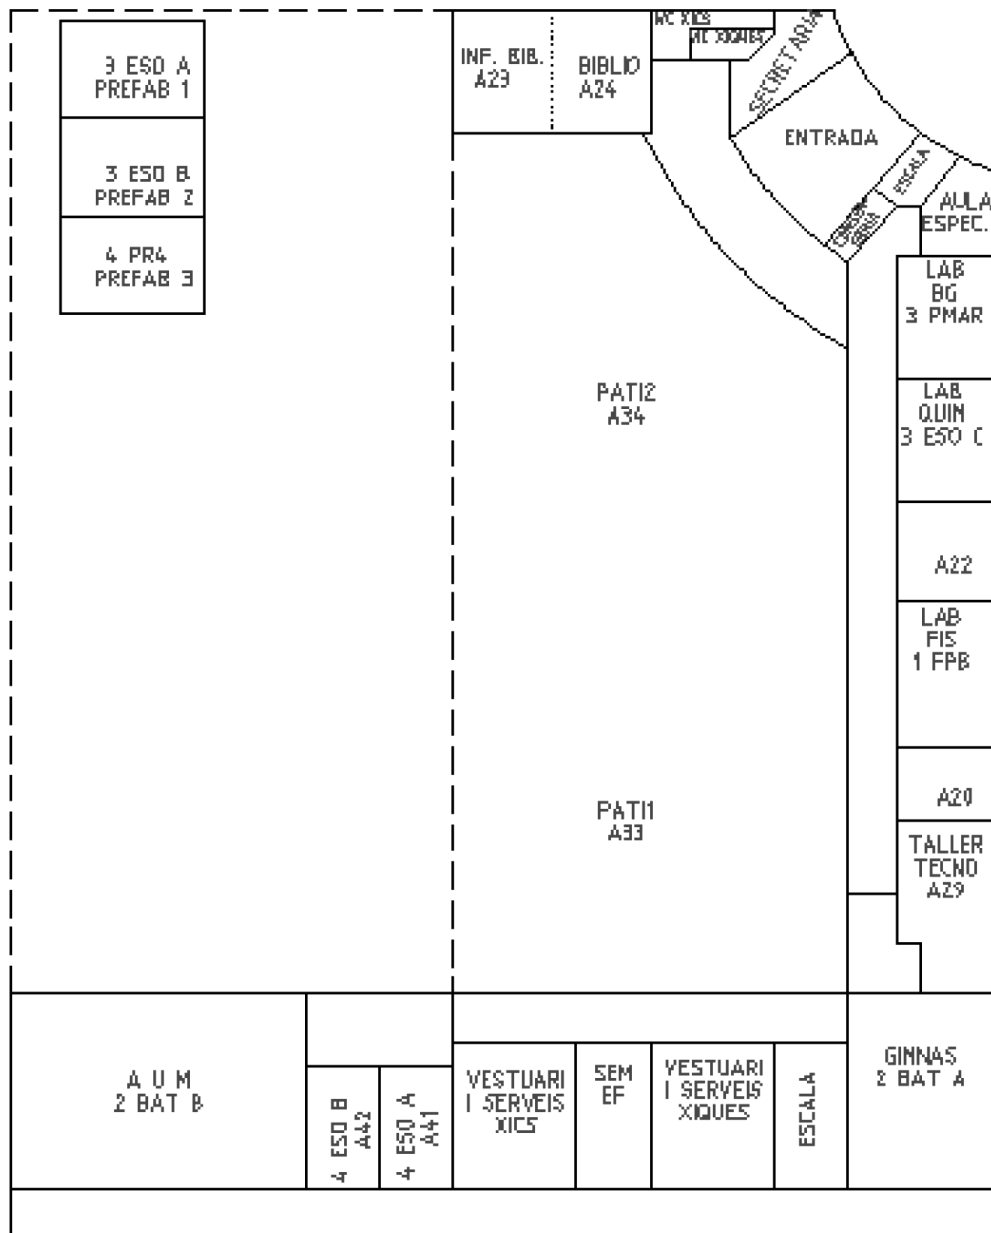 3 ESO A
PREFAB 1
3 ESO B
PREFAB 2
4 PR4
PREFAB 3
INF. BIB.
A23
BIBLIO
A24
WC XICS
WC XIQUES
SECRETARIA
ENTRADA
ESCALA
CONSER
GERIA
AULA
ESPEC.
LAB
BG
3 PMAR
LAB
QUIN
3 ESO C
A22
LAB
FIS
1 FPB
A20
TALLER
TECNO
A29
PATI2
A34
PATI1
A33
A U M
2 BAT B
4 ESO B
A42
4 ESO A
A41
VESTUARI
I SERVEIS
XICS
SEM
EF
VESTUARI
I SERVEIS
XIQUES
ESCALA
GIMNAS
2 BAT A